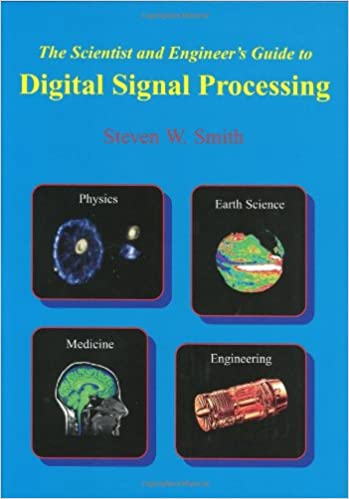 The Scientist and Engineer's Guide to
Digital Signal Processing
Steven W. Smith
Physics
Earth Science
Medicine
Engineering